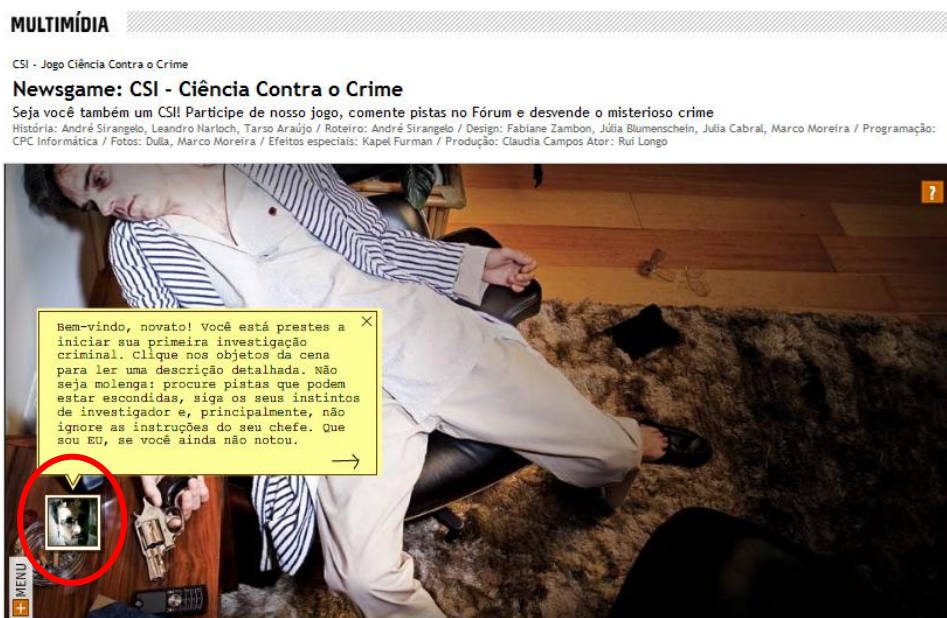 MULTIMÍDIA
CSI - Jogo Ciência Contra o Crime
Newsgame: CSI - Ciência Contra o Crime
Seja você também um CSI! Participe de nosso jogo, comente pistas no Fórum e desvende o misterioso crime
História: André Sirangelo, Leandro Narloch, Tarso Araújo / Roteiro: André Sirangelo / Design: Fabiane Zambon, Júlia Blumenschein, Julia Cabral, Marco Moreira / Programação:
CPC Informática / Fotos: Dulla, Marco Moreira / Efeitos especiais: Kapel Furman / Produção: Claudia Campos Ator: Rui Longo
?
Bem-vindo, novato! Você está prestes a
iniciar sua primeira investigação
criminal. Clique nos objetos da cena
para ler uma descrição detalhada. Não
seja molenga: procure pistas que podem
estar escondidas, siga os seus instintos
de investigador e, principalmente, não
ignore as instruções do seu chefe. Que
sou EU, se você ainda não notou.
+ MENU